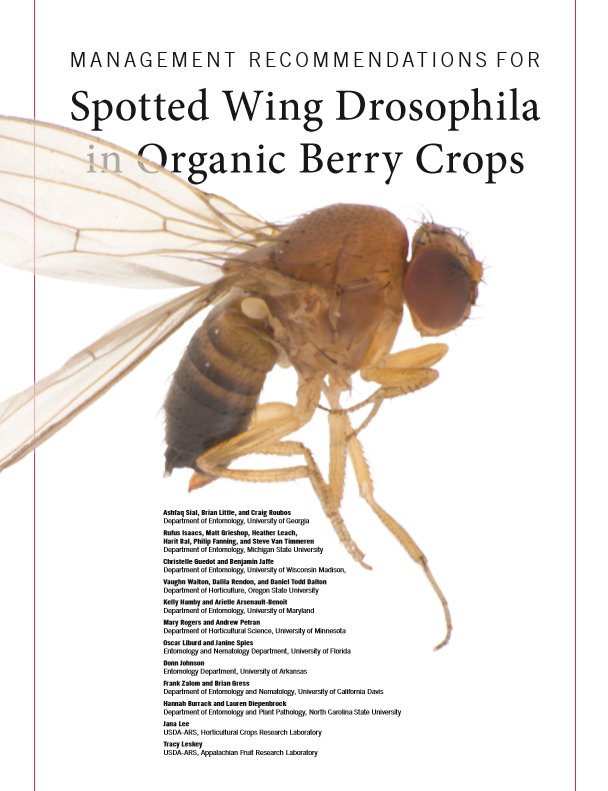 MANAGEMENT RECOMMENDATIONS FOR
Spotted Wing Drosophila
in Organic Berry Crops
Ashfaq Sial, Brian Little, and Craig Roubos
Department of Entomology, University of Georgia
Rufus Isaacs, Matt Grieshop, Heather Leach,
Harit Bal, Philip Fanning, and Steve Van Timmeren
Department of Entomology, Michigan State University
Christelle Guedot and Benjamin Jaffe
Department of Entomology, University of Wisconsin Madison,
Vaughn Walton, Dalila Rendon, and Daniel Todd Dalton
Department of Horticulture, Oregon State University
Kelly Hamby and Arielle Arsenault-Benoit
Department of Entomology, University of Maryland
Mary Rogers and Andrew Petran
Department of Horticultural Science, University of Minnesota
Oscar Liburd and Janine Spies
Entomology and Nematology Department, University of Florida
Donn Johnson
Entomology Department, University of Arkansas
Frank Zalom and Brian Gress
Department of Entomology and Nematology, University of California Davis
Hannah Burrack and Lauren Diepenbrock
Department of Entomology and Plant Pathology, North Carolina State University
Jana Lee
USDA-ARS, Horticultural Crops Research Laboratory
Tracy Leskey
USDA-ARS, Appalachian Fruit Research Laboratory